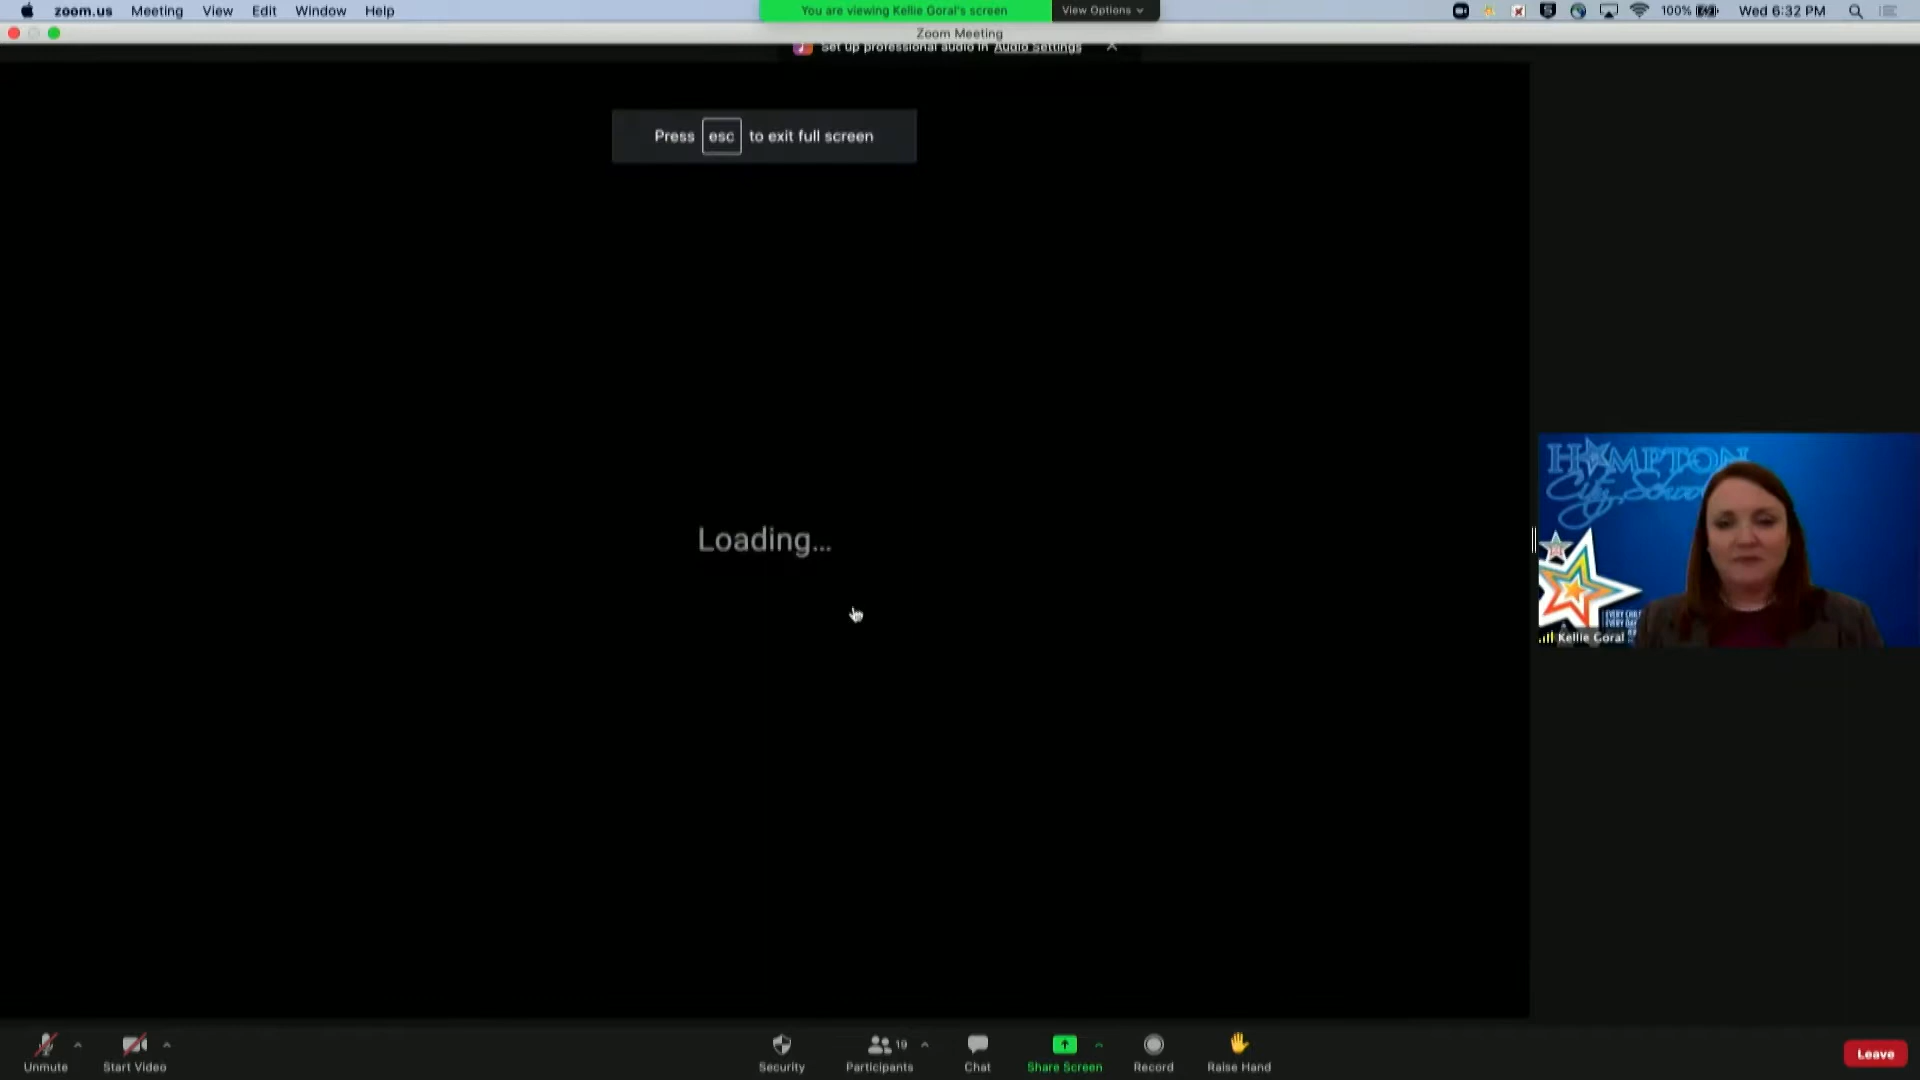 zoom.us Meeting View Edit Window Help
You are viewing Kellie Goral's screen View Options
100% Wed 6:32 PM
Zoom Meeting
Set up professional audio in Audio Settings
Press esc to exit full screen
Loading...
HAMPTON
City Schools
Kellie Goral
Unmute
Start Video
Security
19
Participants
Chat
Share Screen
Record
Raise Hand
Leave